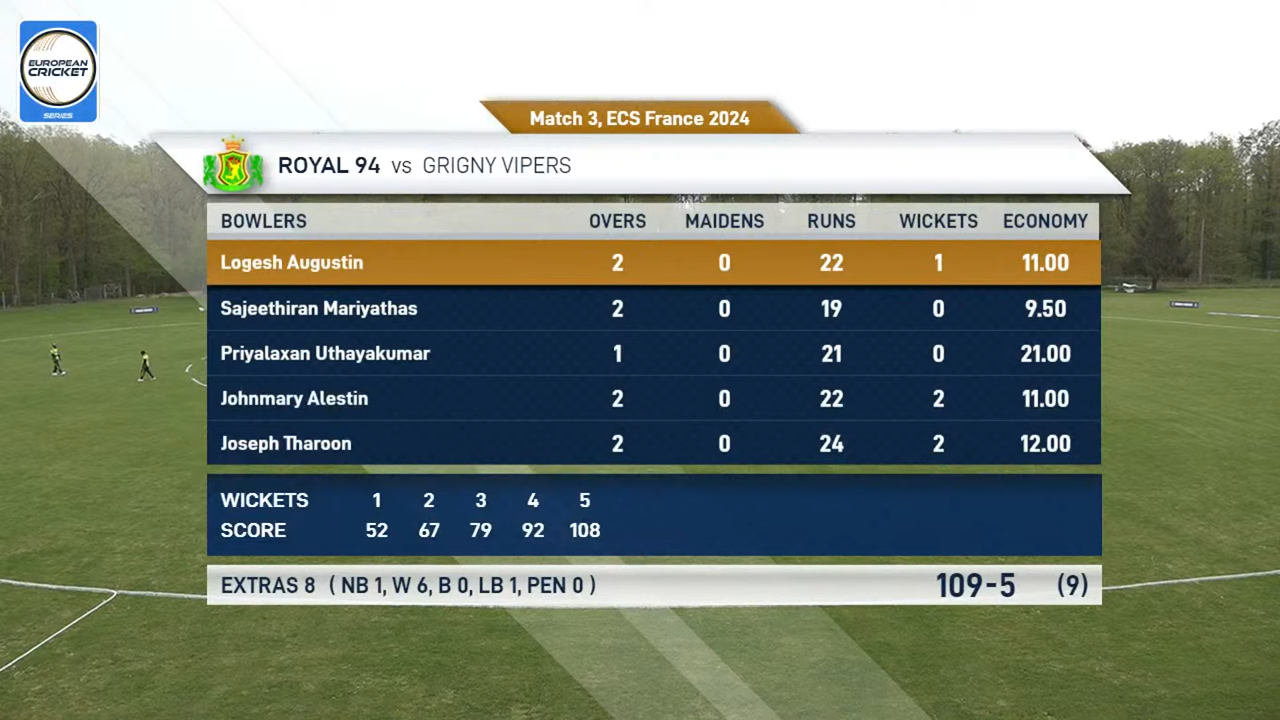 EUROPEAN
CRICKET
SERIES
Match 3, ECS France 2024
ROYAL 94 vs GRIGNY VIPERS
BOWLERS OVERS MAIDENS RUNS WICKETS ECONOMY
Logesh Augustin 2 0 22 1 11.00
Sajeethiran Mariyathas 2 0 19 0 9.50
Priyalaxan Uthayakumar 1 0 21 0 21.00
Johnmary Alestin 2 0 22 2 11.00
Joseph Tharoon 2 0 24 2 12.00
WICKETS 1 2 3 4 5
SCORE 52 67 79 92 108
EXTRAS 8 ( NB 1, W 6, B 0, LB 1, PEN 0 ) 109-5 (9)